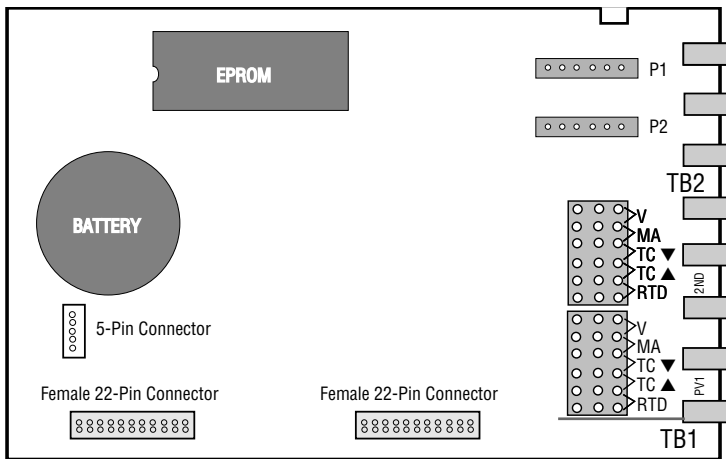 EPROM
P1
P2
TB2
BATTERY
V
MA
TC ▼
TC ▲
RTD
2ND
5-Pin Connector
V
MA
TC ▼
TC ▲
RTD
PV1
Female 22-Pin Connector
Female 22-Pin Connector
TB1